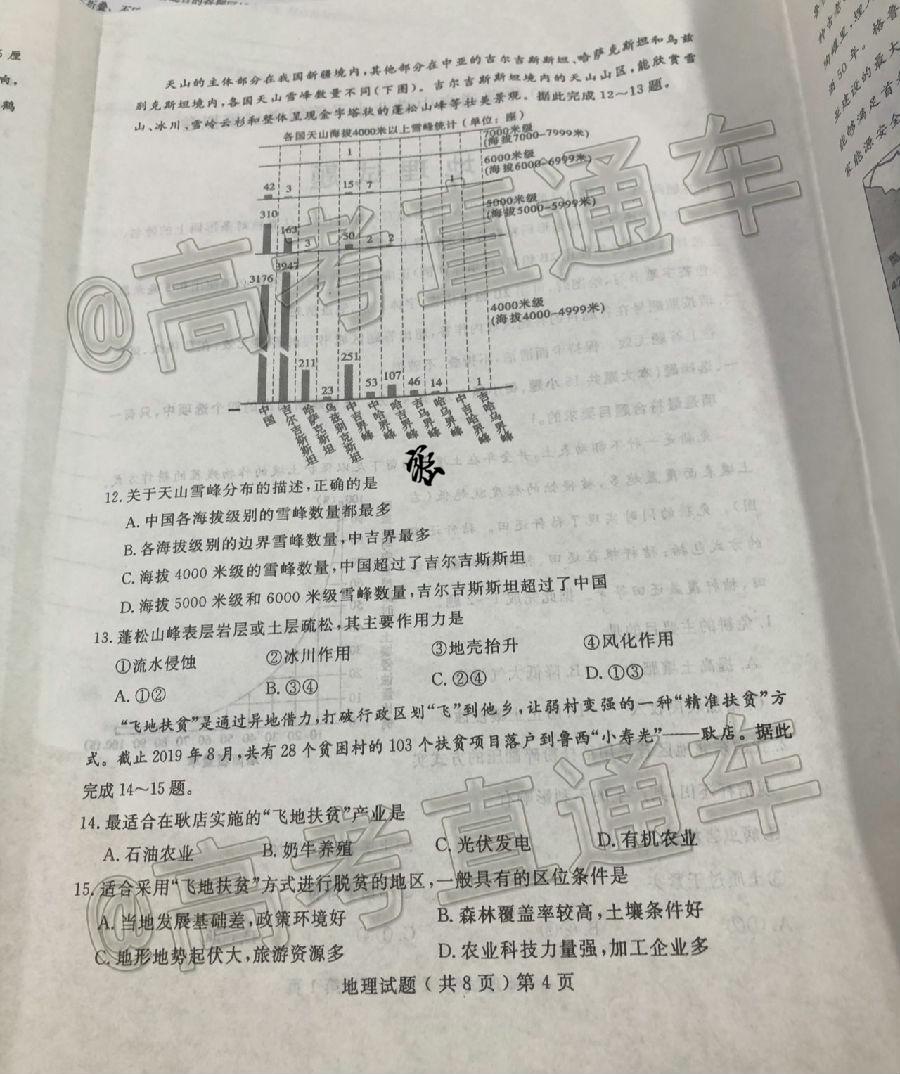 天山的主体部分在我国新疆境内,其他部分在中亚的吉尔吉斯斯坦、哈萨克斯坦和乌兹
别克斯坦境内,各国天山雪峰数量不同(下图)。吉尔吉斯斯坦境内的天山山区,能欣赏雪
山、冰川、雪岭云杉和整体呈现金字塔状的蓬松山峰等壮美景观。据此完成12~13题。
各国天山海拔4000米以上雪峰统计(单位:座)
1
7000米级
(海拔7000-7999米)
42 3 15 7 1
6000米级
(海拔6000-6999米)
310 163 3 50 2 2
5000米级
(海拔5000-5999米)
3176 3947 211 23 251 53 107 46 14 1
4000米级
(海拔4000-4999米)
中国
吉尔吉斯斯坦
哈萨克斯坦
乌兹别克斯坦
中吉界峰
中哈界峰
哈吉界峰
吉乌界峰
哈乌界峰
中吉哈界峰
吉哈乌界峰
12.关于天山雪峰分布的描述,正确的是
A.中国各海拔级别的雪峰数量都最多
B.各海拔级别的边界雪峰数量,中吉界最多
C.海拔4000米级的雪峰数量,中国超过了吉尔吉斯斯坦
D.海拔5000米级和6000米级雪峰数量,吉尔吉斯斯坦超过了中国
13.蓬松山峰表层岩层或土层疏松,其主要作用力是
①流水侵蚀 ②冰川作用 ③地壳抬升 ④风化作用
A.①② B.③④ C.②④ D.①③
“飞地扶贫”是通过异地借力,打破行政区划“飞”到他乡,让弱村变强的一种“精准扶贫”方
式。截止2019年8月,共有28个贫困村的103个扶贫项目落户到鲁西“小寿光”——耿店。据此
完成14~15题。
14.最适合在耿店实施的“飞地扶贫”产业是
A.石油农业 B.奶牛养殖 C.光伏发电 D.有机农业
15.适合采用“飞地扶贫”方式进行脱贫的地区,一般具有的区位条件是
A.当地发展基础差,政策环境好 B.森林覆盖率较高,土壤条件好
C.地形地势起伏大,旅游资源多 D.农业科技力量强,加工企业多
地理试题(共8页)第4页
@高考直通车
@高考直通车